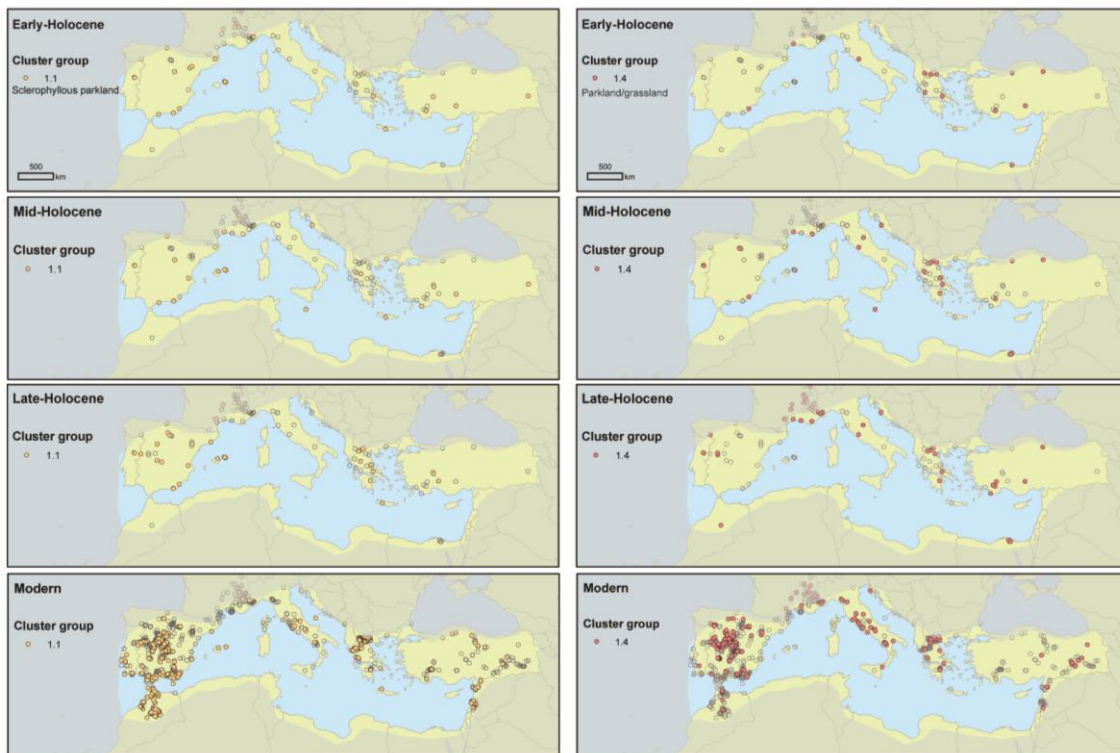 Early-Holocene
Cluster group
1.1
Sclerophyllous parkland
500
km
Early-Holocene
Cluster group
1.4
Parkland/grassland
500
km
Mid-Holocene
Cluster group
1.1
Mid-Holocene
Cluster group
1.4
Late-Holocene
Cluster group
1.1
Late-Holocene
Cluster group
1.4
Modern
Cluster group
1.1
Modern
Cluster group
1.4